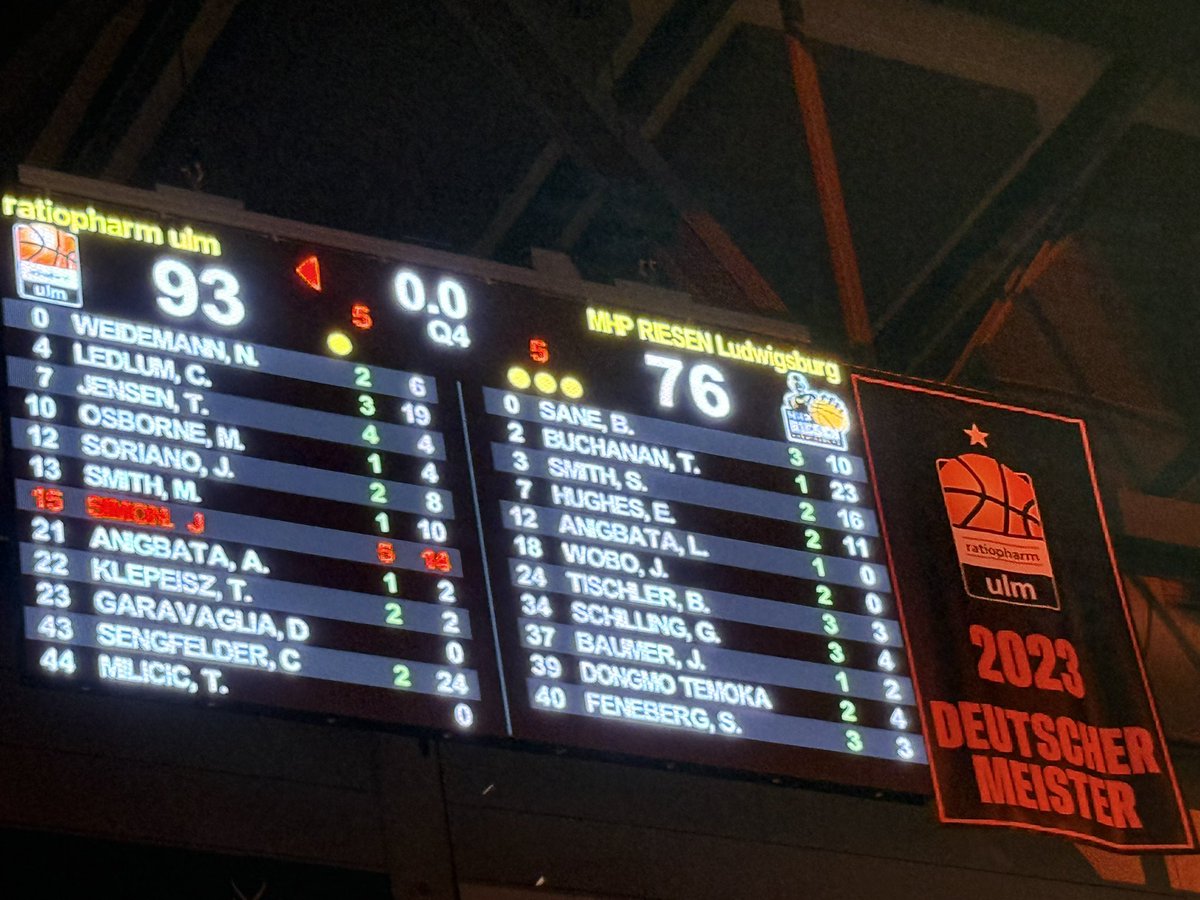 ratiopharm ulm
ulm
93
5
0.0
Q4
0 WEIDEMANN, N. 2 6
4 LEDLUM, C. 3 19
7 JENSEN, T. 4 4
10 OSBORNE, M. 1 4
12 SORIANO, J. 2 8
13 SMITH, M. 1 10
15 SIMON, J 5 14
21 ANIGBATA, A. 1 2
22 KLEPEISZ, T. 2 2
23 GARAVAGLIA, D 0
43 SENGFELDER, C 2 24
44 MILICIC, T. 0
MHP RIESEN Ludwigsburg
5
76
MHP
RIESEN
0 SANE, B. 3 10
2 BUCHANAN, T. 1 23
3 SMITH, S. 2 16
7 HUGHES, E. 2 11
12 ANIGBATA, L. 1 0
18 WOBO, J. 2 0
24 TISCHLER, B. 3 3
34 SCHILLING, G. 3 4
37 BAUMER, J. 1 2
39 DONGMO TEMOKA 2 4
40 FENEBERG, S. 3 3
ratiopharm
ulm
2023
DEUTSCHER
MEISTER